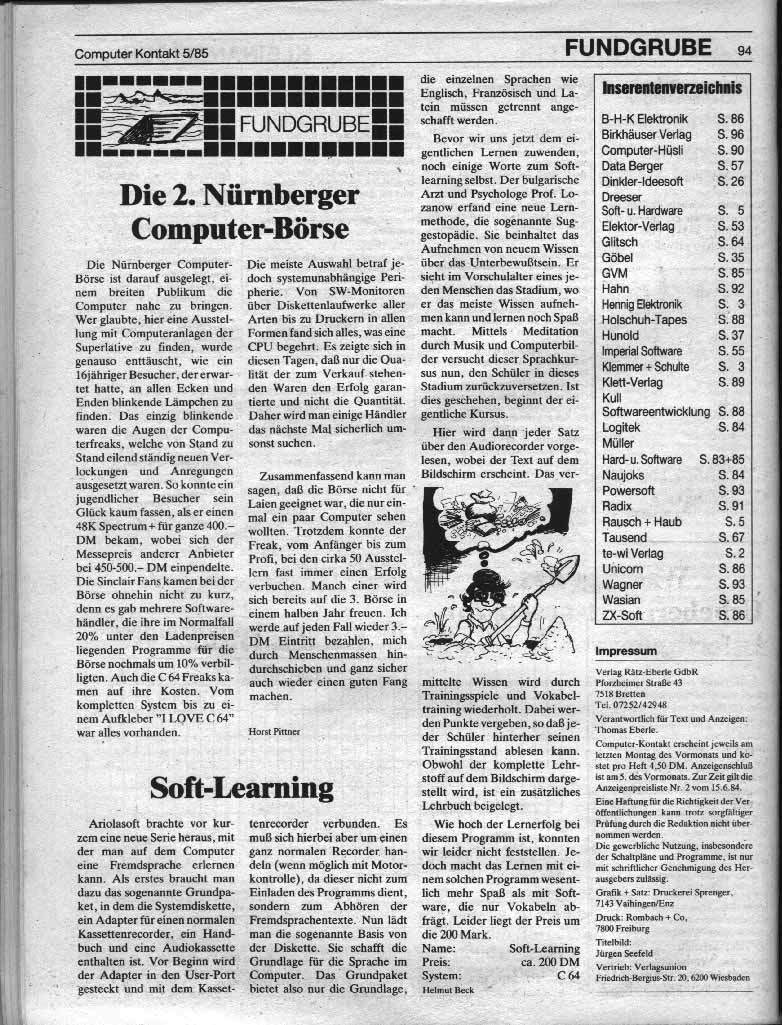 Computer Kontakt 5/85
FUNDGRUBE 94
FUNDGRUBE
Die 2. Nürnberger
Computer-Börse
Die Nürnberger Computer-
Börse ist darauf ausgelegt, ei-
nem breiten Publikum die
Computer nahe zu bringen.
Wer glaubte, hier eine Ausstel-
lung mit Computeranlagen der
Superlative zu finden, wurde
genauso enttäuscht, wie ein
16jähriger Besucher, der erwar-
tet hatte, an allen Ecken und
Enden blinkende Lämpchen zu
finden. Das einzig blinkende
waren die Augen der Compu-
terfreaks, welche von Stand zu
Stand eilend ständig neuen Ver-
lockungen und Anregungen
ausgesetzt waren. So konnte ein
jugendlicher Besucher sein
Glück kaum fassen, als er einen
48K Spectrum + für ganze 400.–
DM bekam, wobei sich der
Messepreis anderer Anbieter
bei 450-500.– DM einpendelte.
Die Sinclair Fans kamen bei der
Börse ohnehin nicht zu kurz,
denn es gab mehrere Software-
händler, die ihre im Normalfall
20% unter den Ladenpreisen
liegenden Programme für die
Börse nochmals um 10% verbil-
ligten. Auch die C 64 Freaks ka-
men auf ihre Kosten. Vom
kompletten System bis zu ei-
nem Aufkleber "I LOVE C 64"
war alles vorhanden.
Die meiste Auswahl betraf je-
doch systemunabhängige Peri-
pherie. Von SW-Monitoren
über Diskettenlaufwerke aller
Arten bis zu Druckern in allen
Formen fand sich alles, was eine
CPU begehrt. Es zeigte sich in
diesen Tagen, daß nur die Qua-
lität der zum Verkauf stehen-
den Waren den Erfolg garan-
tierte und nicht die Quantität.
Daher wird man einige Händler
das nächste Mal sicherlich um-
sonst suchen.
Zusammenfassend kann man
sagen, daß die Börse nicht für
Laien geeignet war, die nur ein-
mal ein paar Computer sehen
wollten. Trotzdem konnte der
Freak, vom Anfänger bis zum
Profi, bei den cirka 50 Ausstel-
lern fast immer einen Erfolg
verbuchen. Manch einer wird
sich bereits auf die 3. Börse in
einem halben Jahr freuen. Ich
werde auf jeden Fall wieder 3.–
DM Eintritt bezahlen, mich
durch Menschenmassen hin-
durchschieben und ganz sicher
auch wieder einen guten Fang
machen.
Horst Pittner
Soft-Learning
Ariolasoft brachte vor kur-
zem eine neue Serie heraus, mit
der man auf dem Computer
eine Fremdsprache erlernen
kann. Als erstes braucht man
dazu das sogenannte Grundpa-
ket, in dem die Systemdiskette,
ein Adapter für einen normalen
Kassettenrecorder, ein Hand-
buch und eine Audiokassette
enthalten ist. Vor Beginn wird
der Adapter in den User-Port
gesteckt und mit dem Kasset-
tenrecorder verbunden. Es
muß sich hierbei aber um einen
ganz normalen Recorder han-
deln (wenn möglich mit Motor-
kontrolle), da dieser nicht zum
Einladen des Programms dient,
sondern zum Abhören der
Fremdsprachentexte. Nun lädt
man die sogenannte Basis von
der Diskette. Sie schafft die
Grundlage für die Sprache im
Computer. Das Grundpaket
bietet also nur die Grundlage,
die einzelnen Sprachen wie
Englisch, Französisch und La-
tein müssen getrennt ange-
schafft werden.
Bevor wir uns jetzt dem ei-
gentlichen Lernen zuwenden,
noch einige Worte zum Soft-
learning selbst. Der bulgarische
Arzt und Psychologe Prof. Lo-
zanow erfand eine neue Lern-
methode, die sogenannte Sug-
gestopädie. Sie beinhaltet das
Aufnehmen von neuem Wissen
über das Unterbewußtsein. Er
sieht im Vorschulalter eines je-
den Menschen das Stadium, wo
er das meiste Wissen aufneh-
men kann und lernen noch Spaß
macht. Mittels Meditation
durch Musik und Computerbil-
der versucht dieser Sprachkur-
sus nun, den Schüler in dieses
Stadium zurückzuversetzen. Ist
dies geschehen, beginnt der ei-
gentliche Kursus.
Hier wird dann jeder Satz
über den Audiorecorder vorge-
lesen, wobei der Text auf dem
Bildschirm erscheint. Das ver-
mittelte Wissen wird durch
Trainingsspiele und Vokabel-
training wiederholt. Dabei wer-
den Punkte vergeben, so daß je-
der Schüler hinterher seinen
Trainingsstand ablesen kann.
Obwohl der komplette Lehr-
stoff auf dem Bildschirm darge-
stellt wird, ist ein zusätzliches
Lehrbuch beigelegt.
Wie hoch der Lernerfolg bei
diesem Programm ist, konnten
wir leider nicht feststellen. Je-
doch macht das Lernen mit ei-
nem solchen Programm wesent-
lich mehr Spaß als mit Soft-
ware, die nur Vokabeln ab-
frägt. Leider liegt der Preis um
die 200 Mark.
Name: Soft-Learning
Preis: ca. 200 DM
System: C 64
Helmut Beck
Inserentenverzeichnis
B-H-K Elektronik S. 86
Birkhäuser Verlag S. 96
Computer-Hüsli S. 90
Data Berger S. 57
Dinkler-Ideesoft S. 26
Dreeser
Soft- u. Hardware S. 5
Elektor-Verlag S. 53
Glitsch S. 64
Göbel S. 35
GVM S. 85
Hahn S. 92
Hennig Elektronik S. 3
Holschuh-Tapes S. 88
Hunold S. 37
Imperial Software S. 55
Klemmer + Schulte S. 3
Klett-Verlag S. 89
Kull
Softwareentwicklung S. 88
Logitek S. 84
Müller
Hard- u. Software S. 83+85
Naujoks S. 84
Powersoft S. 93
Radix S. 91
Rausch + Haub S. 5
Tausend S. 67
te-wi Verlag S. 2
Unicorn S. 86
Wagner S. 93
Wasian S. 85
ZX-Soft S. 86
Impressum
Verlag Rätz-Eberle GdbR
Pforzheimer Straße 43
7518 Bretten
Tel. 07252/42948
Verantwortlich für Text und Anzeigen:
Thomas Eberle.
Computer-Kontakt erscheint jeweils am
letzten Montag des Vormonats und ko-
stet pro Heft 4,50 DM. Anzeigenschluß
ist am 5. des Vormonats. Zur Zeit gilt die
Anzeigenpreisliste Nr. 2 vom 15.6.84.
Eine Haftung für die Richtigkeit der Ver-
öffentlichungen kann trotz sorgfältiger
Prüfung durch die Redaktion nicht über-
nommen werden.
Die gewerbliche Nutzung, insbesondere
der Schaltpläne und Programme, ist nur
mit schriftlicher Genehmigung des Her-
ausgebers zulässig.
Grafik + Satz: Druckerei Sprenger,
7143 Vaihingen/Enz
Druck: Rombach + Co,
7800 Freiburg
Titelbild:
Jürgen Seefeld
Vertrieb: Verlagsunion
Friedrich-Bergius-Str. 20, 6200 Wiesbaden